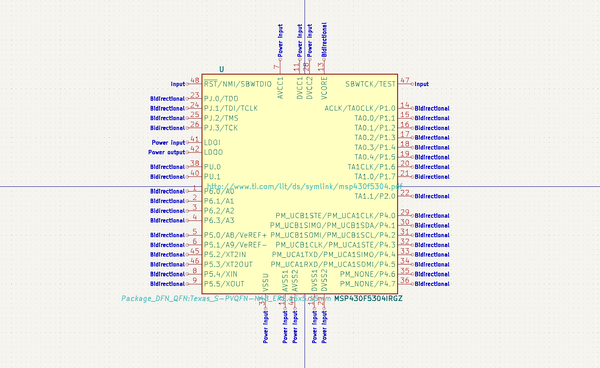 Power input Power input Power input Bidirectional
7 11 28 13
U
AVCC1 DVCC1 DVCC2 VCORE
Input 48 RST/NMI/SBWTDIO SBWTCK/TEST 47 Input
Bidirectional 23 PJ.0/TDO
Bidirectional 24 PJ.1/TDI/TCLK ACLK/TA0CLK/P1.0 14 Bidirectional
Bidirectional 25 PJ.2/TMS TA0.0/P1.1 15 Bidirectional
Bidirectional 26 PJ.3/TCK TA0.1/P1.2 16 Bidirectional
TA0.2/P1.3 17 Bidirectional
Power input 41 LDOI TA0.3/P1.4 18 Bidirectional
Power output 42 LDOO TA0.4/P1.5 19 Bidirectional
Bidirectional 38 PU.0 TA1CLK/P1.6 20 Bidirectional
Bidirectional 40 PU.1 TA1.0/P1.7 21 Bidirectional
http://www.ti.com/lit/ds/symlink/msp430f5304.pdf
Bidirectional 1 P6.0/A0 TA1.1/P2.0 22 Bidirectional
Bidirectional 2 P6.1/A1
Bidirectional 3 P6.2/A2 PM_UCB1STE/PM_UCA1CLK/P4.0 29 Bidirectional
Bidirectional 4 P6.3/A3 PM_UCB1SIMO/PM_UCB1SDA/P4.1 30 Bidirectional
Bidirectional 5 P5.0/A8/VeREF+ PM_UCB1SOMI/PM_UCB1SCL/P4.2 31 Bidirectional
Bidirectional 6 P5.1/A9/VeREF- PM_UCB1CLK/PM_UCA1STE/P4.3 32 Bidirectional
Bidirectional 45 P5.2/XT2IN PM_UCA1TXD/PM_UCA1SIMO/P4.4 33 Bidirectional
Bidirectional 46 P5.3/XT2OUT PM_UCA1RXD/PM_UCA1SOMI/P4.5 34 Bidirectional
Bidirectional 8 P5.4/XIN PM_NONE/P4.6 35 Bidirectional
Bidirectional 9 P5.5/XOUT PM_NONE/P4.7 36 Bidirectional
VSSU AVSS1 AVSS2 DVSS1 DVSS2
Package_DFN_QFN:Texas_S-PVQFN-N48 MSP430F5304IRGZ
Power input Power input Power input Power input Power input